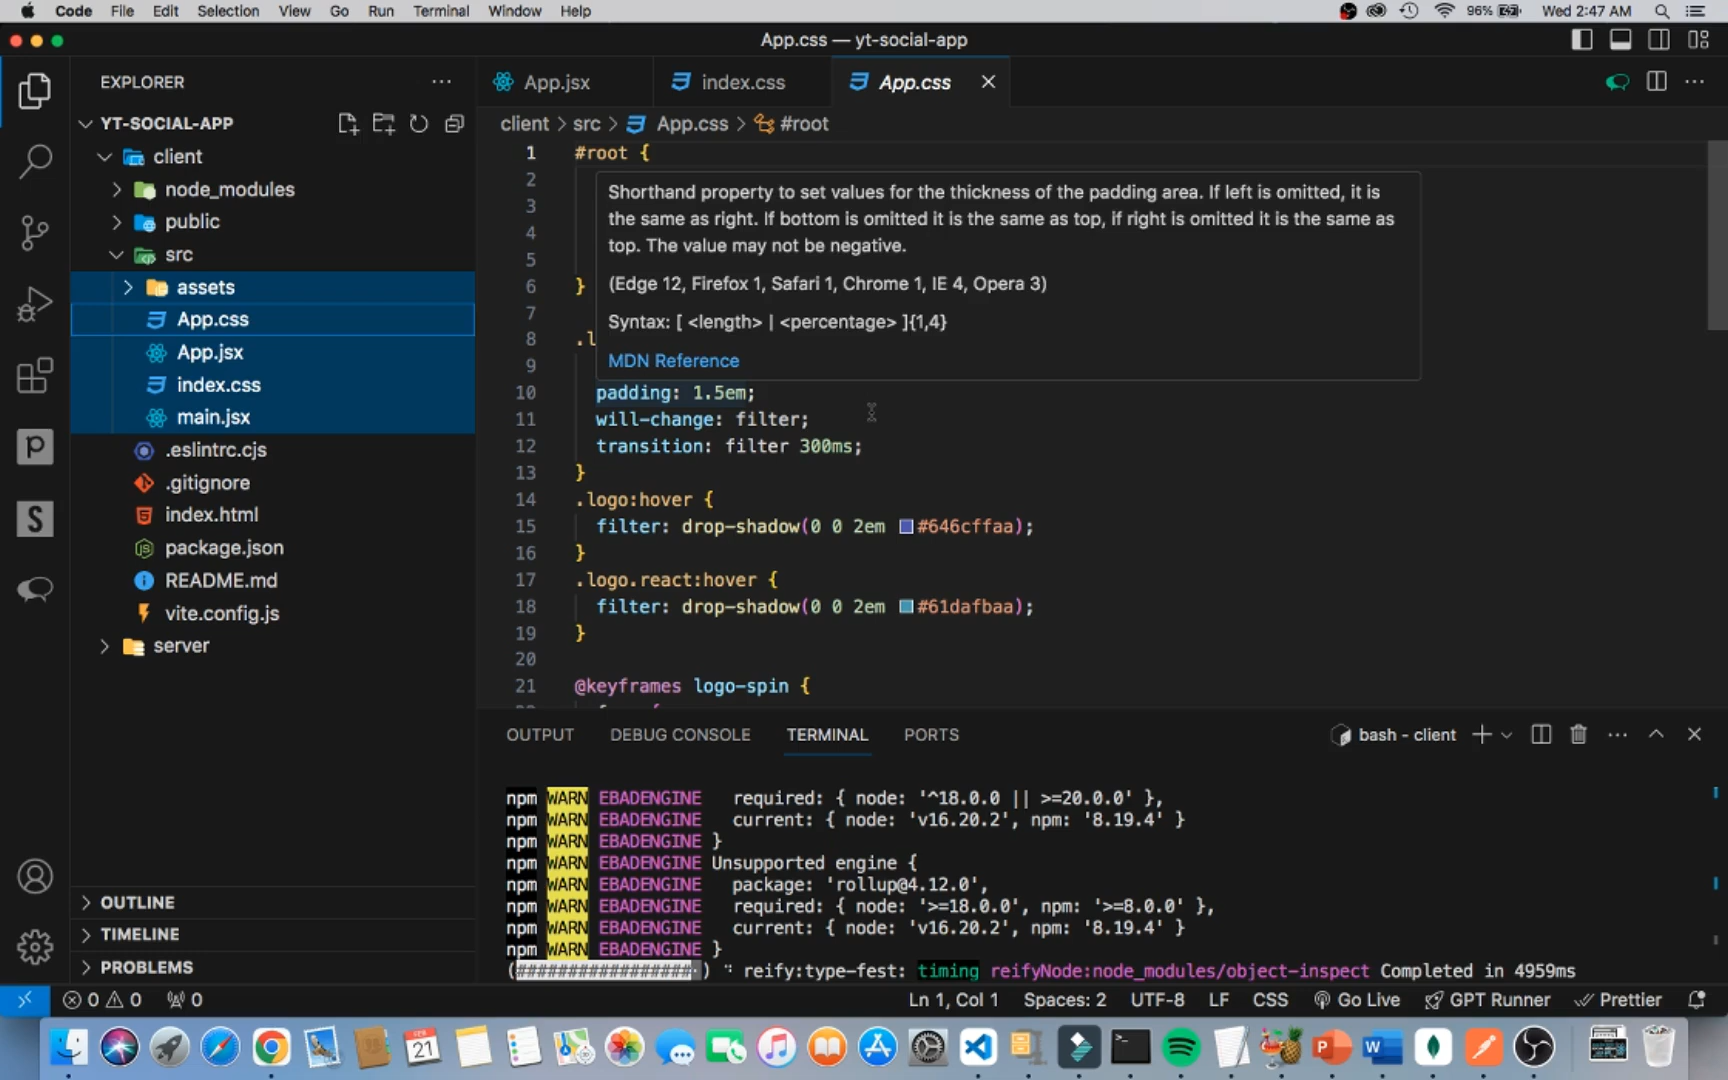 Code File Edit Selection View Go Run Terminal Window Help 96% Wed 2:47 AM
App.css — yt-social-app
EXPLORER
YT-SOCIAL-APP
client
node_modules
public
src
assets
App.css
App.jsx
index.css
main.jsx
.eslintrc.cjs
.gitignore
index.html
package.json
README.md
vite.config.js
server
OUTLINE
TIMELINE
PROBLEMS
App.jsx index.css App.css
client > src > App.css > #root
1 #root {
2
3
4
5
6 }
7
8 .l
9
10 padding: 1.5em;
11 will-change: filter;
12 transition: filter 300ms;
13 }
14 .logo:hover {
15 filter: drop-shadow(0 0 2em #646cffaa);
16 }
17 .logo.react:hover {
18 filter: drop-shadow(0 0 2em #61dafbaa);
19 }
20
21 @keyframes logo-spin {
Shorthand property to set values for the thickness of the padding area. If left is omitted, it is
the same as right. If bottom is omitted it is the same as top, if right is omitted it is the same as
top. The value may not be negative.
(Edge 12, Firefox 1, Safari 1, Chrome 1, IE 4, Opera 3)
Syntax: [ <length> | <percentage> ]{1,4}
MDN Reference
OUTPUT DEBUG CONSOLE TERMINAL PORTS bash - client
npm WARN EBADENGINE required: { node: '^18.0.0 || >=20.0.0' },
npm WARN EBADENGINE current: { node: 'v16.20.2', npm: '8.19.4' }
npm WARN EBADENGINE }
npm WARN EBADENGINE Unsupported engine {
npm WARN EBADENGINE package: 'rollup@4.12.0',
npm WARN EBADENGINE required: { node: '>=18.0.0', npm: '>=8.0.0' },
npm WARN EBADENGINE current: { node: 'v16.20.2', npm: '8.19.4' }
npm WARN EBADENGINE }
(#################) reify:type-fest: timing reifyNode:node_modules/object-inspect Completed in 4959ms
0 0 0 Ln 1, Col 1 Spaces: 2 UTF-8 LF CSS Go Live GPT Runner Prettier
FEB
21